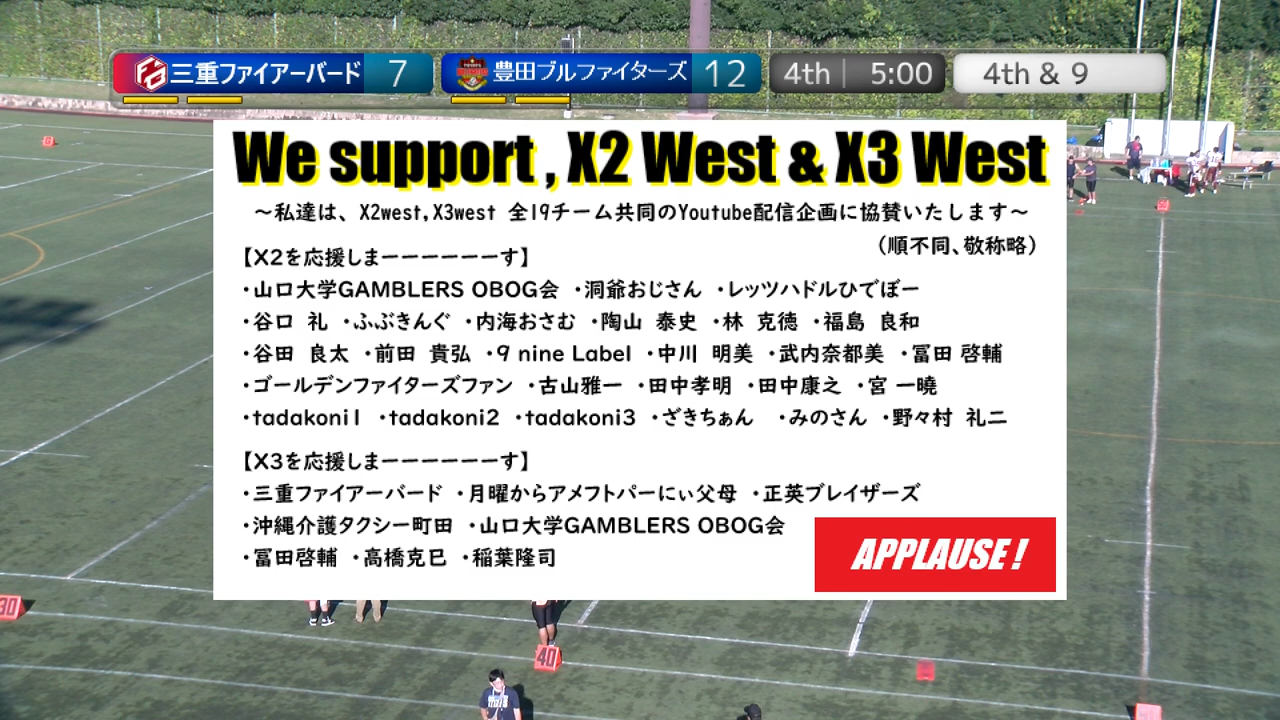 三重ファイアーバード 7 豊田ブルファイターズ 12 4th 5:00 4th & 9
We support , X2 West & X3 West
～私達は、X2west,X3west 全19チーム共同のYoutube配信企画に協賛いたします～
（順不同、敬称略）
【X2を応援しまーーーーーーす】
・山口大学GAMBLERS OBOG会 ・洞爺おじさん ・レッツハドルひでぼー
・谷口 礼 ・ふぶきんぐ ・内海おさむ ・陶山 泰史 ・林 克徳 ・福島 良和
・谷田 良太 ・前田 貴弘 ・9 nine Label ・中川 明美 ・武内奈都美 ・冨田 啓輔
・ゴールデンファイターズファン ・古山雅一 ・田中孝明 ・田中康之 ・宮 一曉
・tadakoni1 ・tadakoni2 ・tadakoni3 ・ざきちぁん ・みのさん ・野々村 礼二
【X3を応援しまーーーーーーす】
・三重ファイアーバード ・月曜からアメフトパーにぃ父母 ・正英ブレイザーズ
・沖縄介護タクシー町田 ・山口大学GAMBLERS OBOG会
・冨田啓輔 ・高橋克巳 ・稲葉隆司
APPLAUSE！
30
40